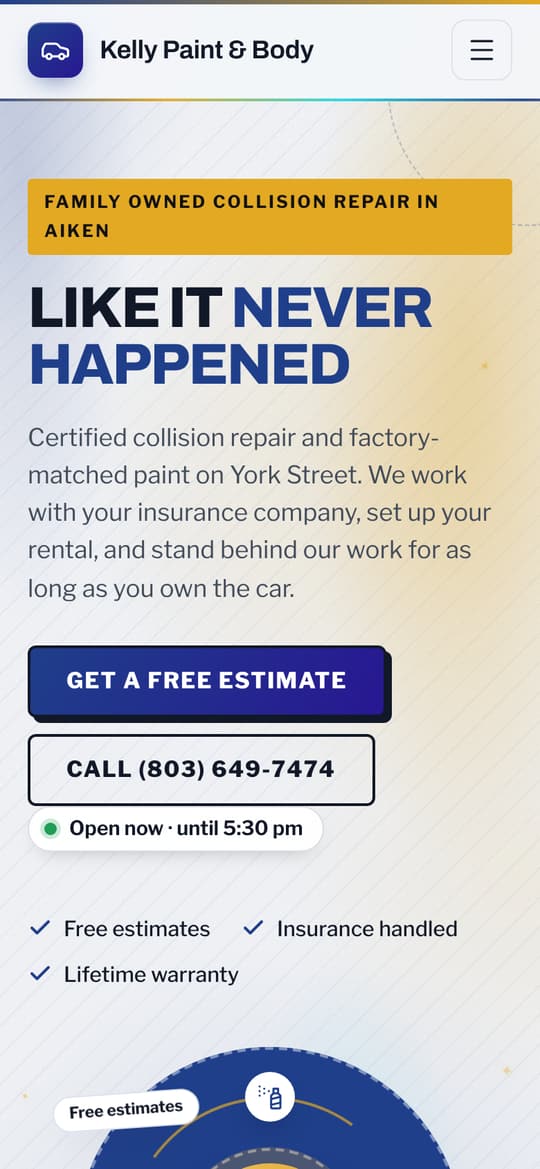 Kelly Paint & Body
FAMILY OWNED COLLISION REPAIR IN
AIKEN
LIKE IT NEVER
HAPPENED
Certified collision repair and factory-
matched paint on York Street. We work
with your insurance company, set up your
rental, and stand behind our work for as
long as you own the car.
GET A FREE ESTIMATE
CALL (803) 649-7474
Open now · until 5:30 pm
Free estimates
Insurance handled
Lifetime warranty
Free estimates